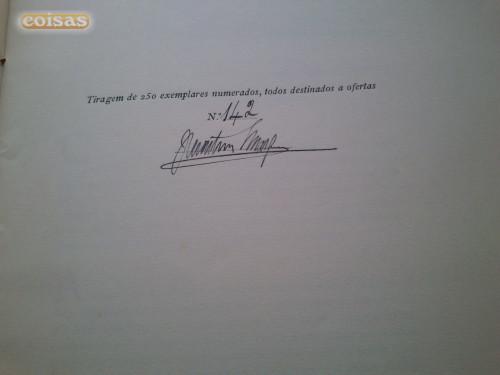 coisas
Tiragem de 250 exemplares numerados, todos destinados a ofertas
N.º 142